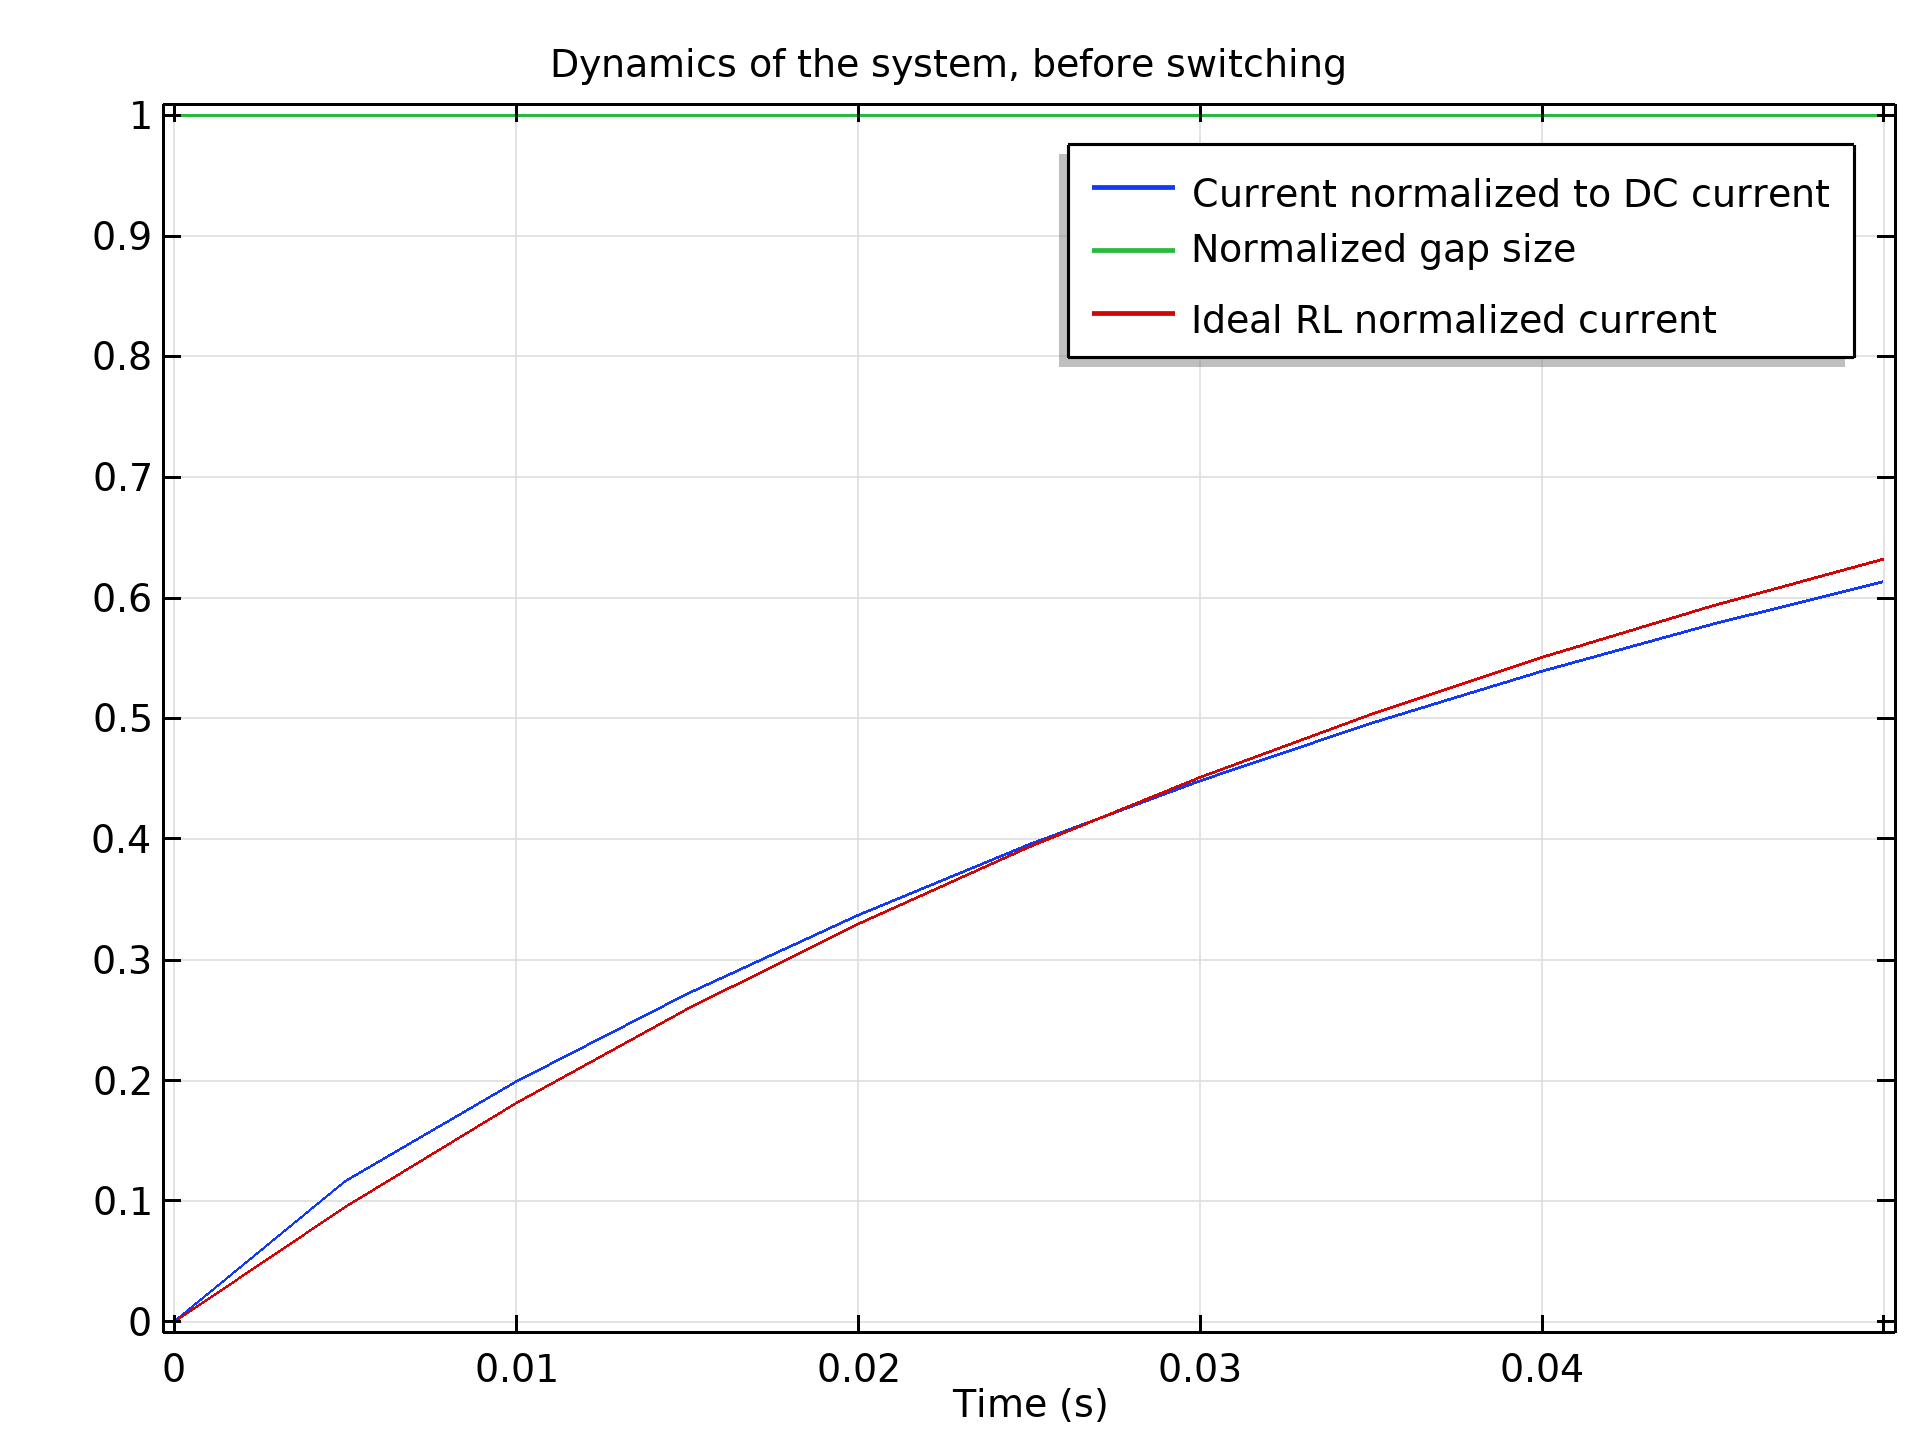 Dynamics of the system, before switching
1
0.9
0.8
0.7
0.6
0.5
0.4
0.3
0.2
0.1
0
Current normalized to DC current
Normalized gap size
Ideal RL normalized current
0 0.01 0.02 0.03 0.04
Time (s)